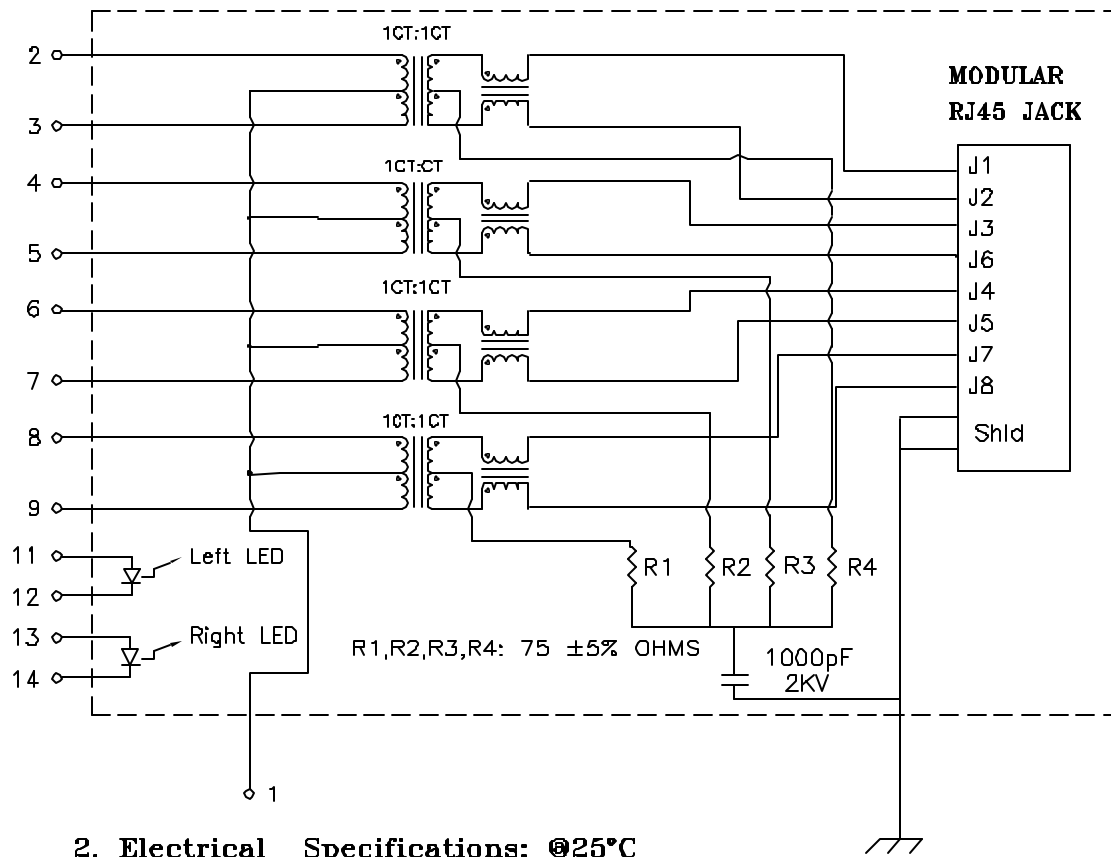 1CT:1CT
2
MODULAR
RJ45 JACK
3
1CT:CT
J1
4
J2
J3
5
J6
1CT:1CT
J4
6
J5
J7
7
J8
1CT:1CT
8
Shld
9
11
Left LED
R1
R2
R3
R4
12
13
Right LED
R1,R2,R3,R4: 75 ±5% OHMS
1000pF
2KV
14
1
2. Electrical Specifications: @25°C